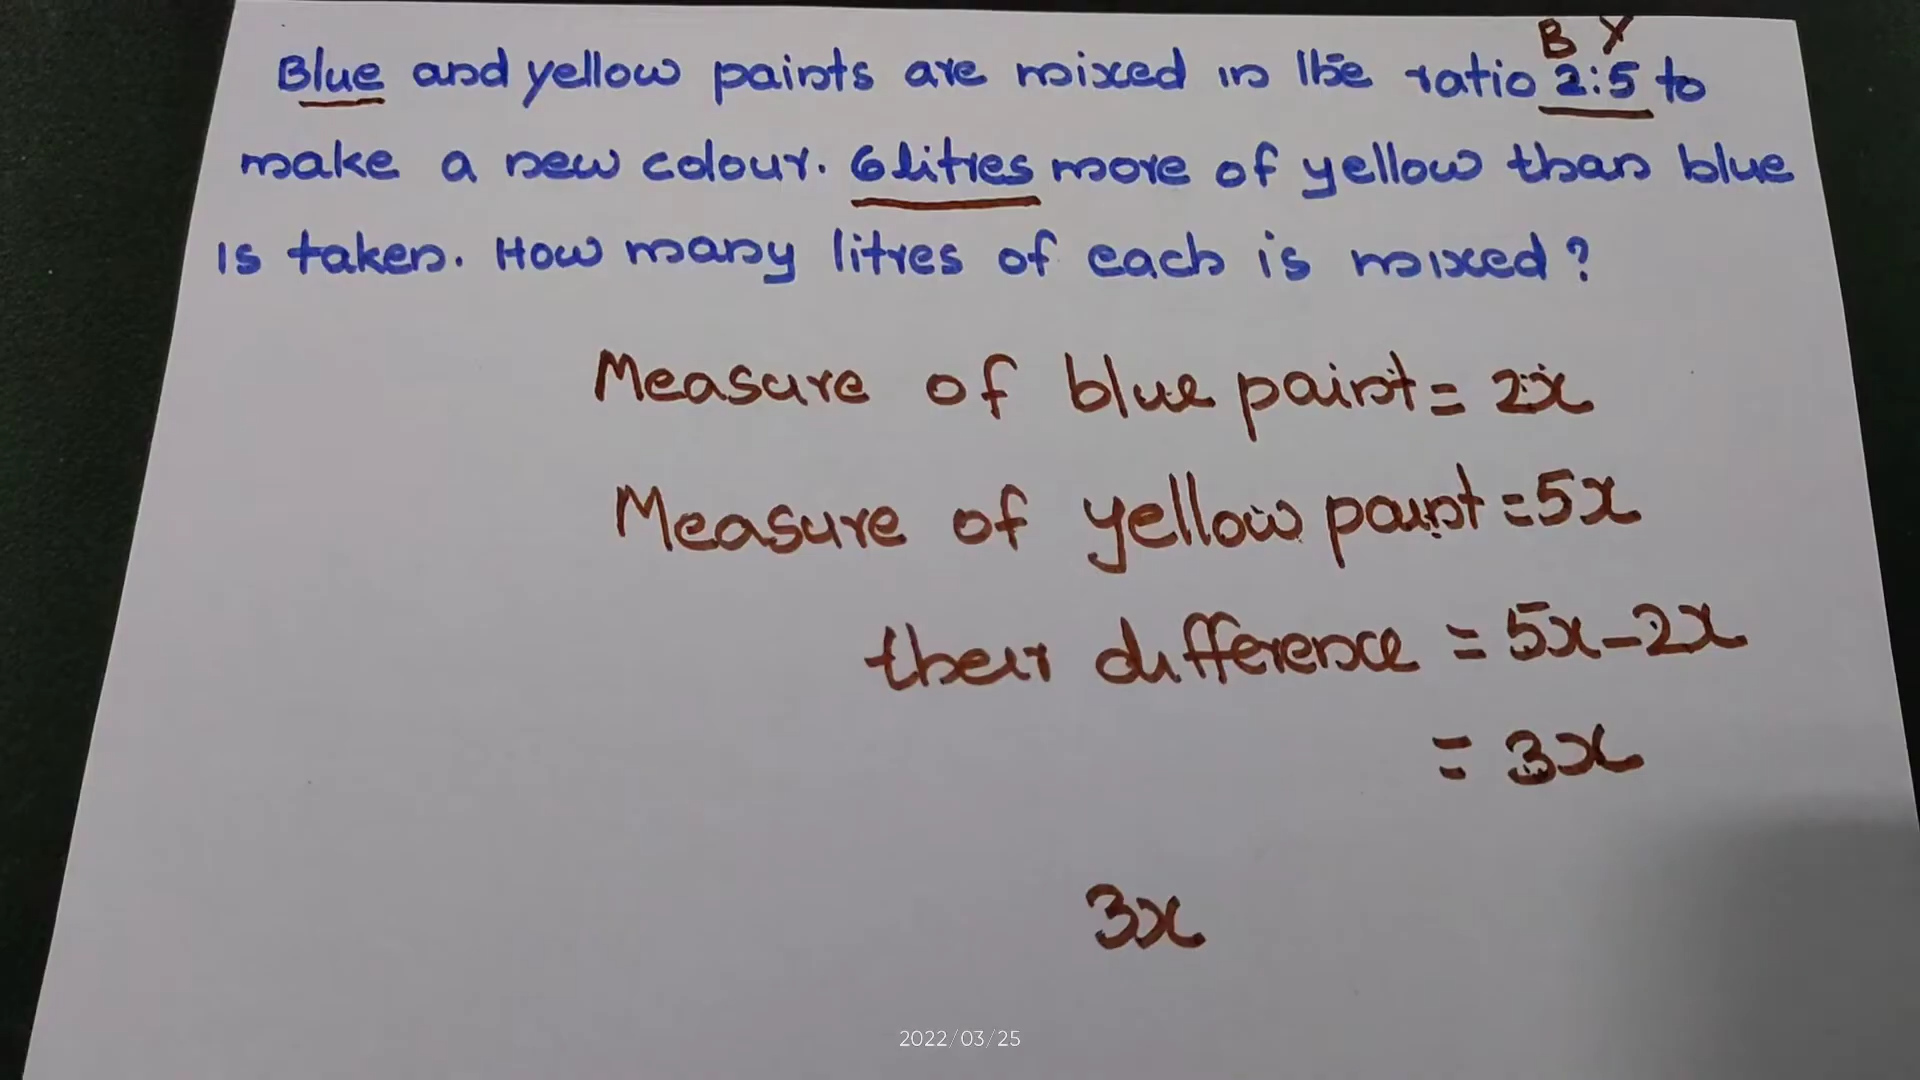 B Y
Blue and yellow paints are mixed in the ratio 2:5 to
make a new colour. 6 litres more of yellow than blue
is taken. How many litres of each is mixed?
Measure of blue paint = 2x
Measure of yellow paint = 5x
their difference = 5x - 2x
= 3x
3x
2022/03/25